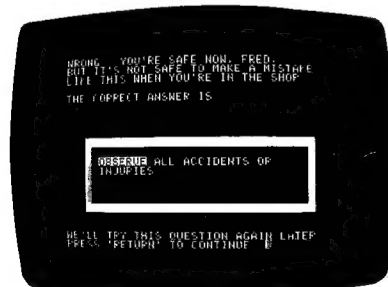 WRONG. YOU'RE SAFE NOW, FRED.
BUT IT'S NOT SAFE TO MAKE A MISTAKE
LIKE THIS WHEN YOU'RE IN THE SHOP
THE CORRECT ANSWER IS
OBSERVE ALL ACCIDENTS OR
INJURIES
WE'LL TRY THIS QUESTION AGAIN LATER
PRESS 'RETURN' TO CONTINUE